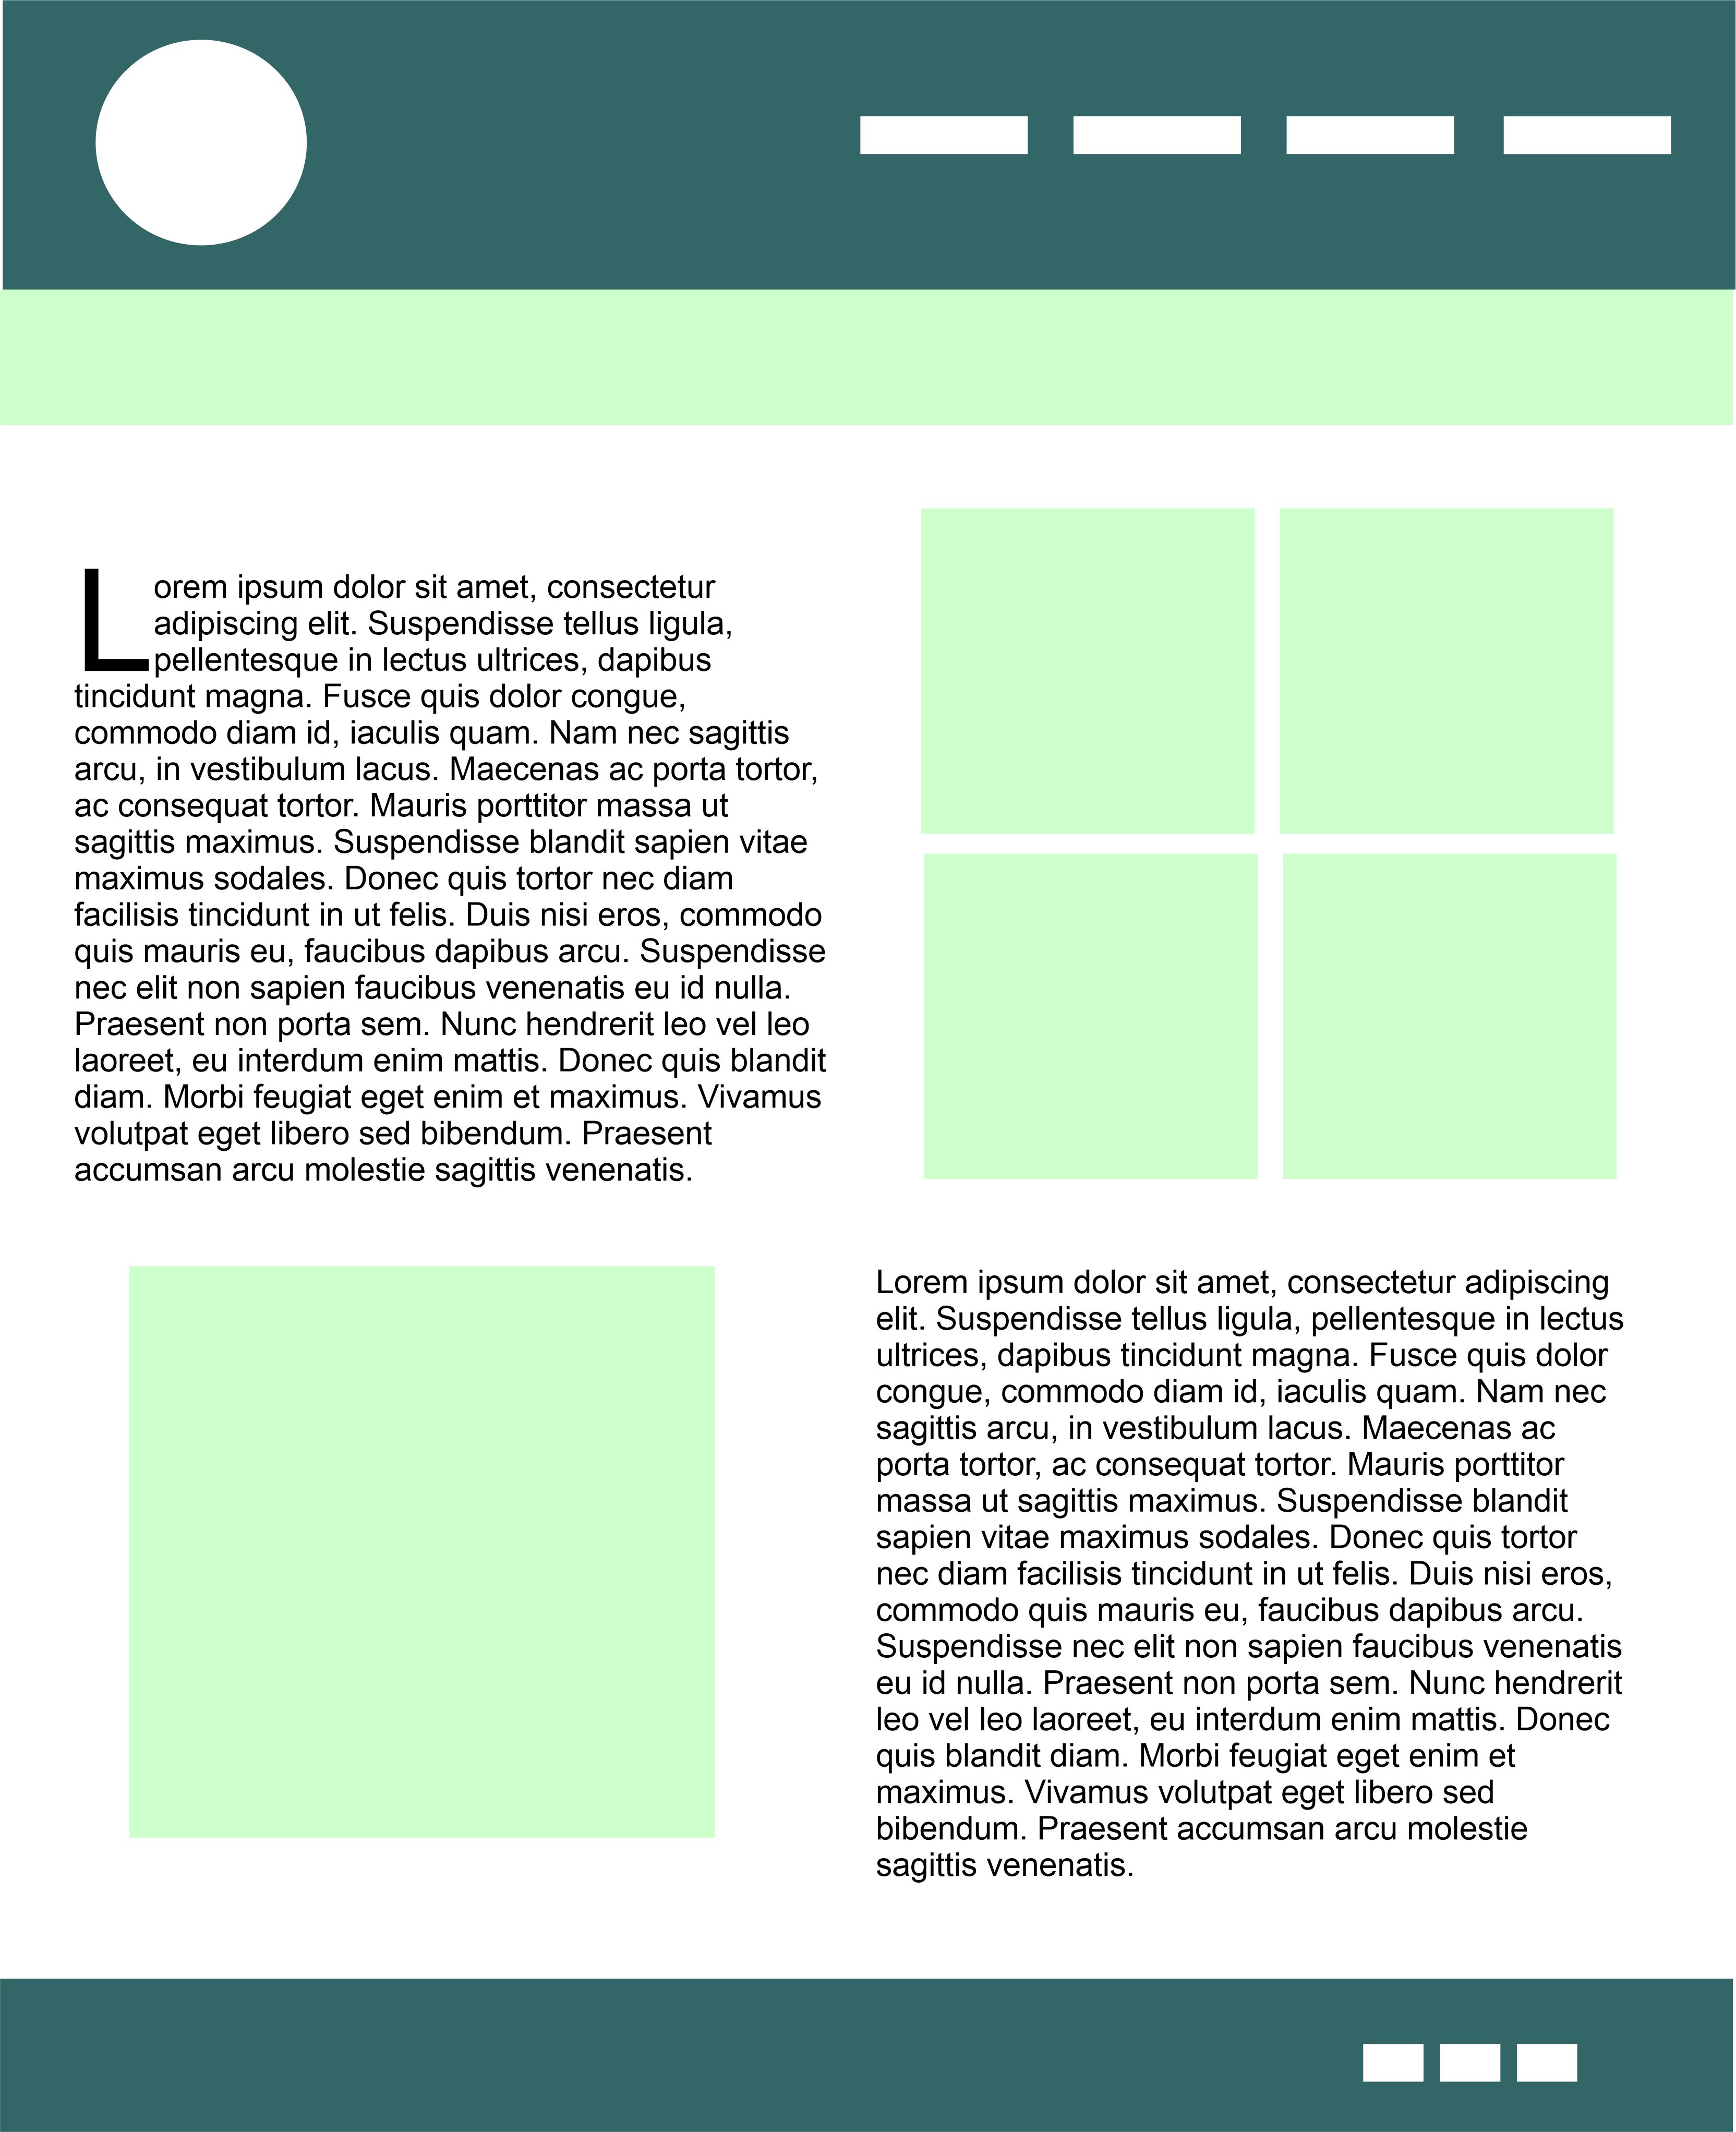 Lorem ipsum dolor sit amet, consectetur
adipiscing elit. Suspendisse tellus ligula,
pellentesque in lectus ultrices, dapibus
tincidunt magna. Fusce quis dolor congue,
commodo diam id, iaculis quam. Nam nec sagittis
arcu, in vestibulum lacus. Maecenas ac porta tortor,
ac consequat tortor. Mauris porttitor massa ut
sagittis maximus. Suspendisse blandit sapien vitae
maximus sodales. Donec quis tortor nec diam
facilisis tincidunt in ut felis. Duis nisi eros, commodo
quis mauris eu, faucibus dapibus arcu. Suspendisse
nec elit non sapien faucibus venenatis eu id nulla.
Praesent non porta sem. Nunc hendrerit leo vel leo
laoreet, eu interdum enim mattis. Donec quis blandit
diam. Morbi feugiat eget enim et maximus. Vivamus
volutpat eget libero sed bibendum. Praesent
accumsan arcu molestie sagittis venenatis.
Lorem ipsum dolor sit amet, consectetur adipiscing
elit. Suspendisse tellus ligula, pellentesque in lectus
ultrices, dapibus tincidunt magna. Fusce quis dolor
congue, commodo diam id, iaculis quam. Nam nec
sagittis arcu, in vestibulum lacus. Maecenas ac
porta tortor, ac consequat tortor. Mauris porttitor
massa ut sagittis maximus. Suspendisse blandit
sapien vitae maximus sodales. Donec quis tortor
nec diam facilisis tincidunt in ut felis. Duis nisi eros,
commodo quis mauris eu, faucibus dapibus arcu.
Suspendisse nec elit non sapien faucibus venenatis
eu id nulla. Praesent non porta sem. Nunc hendrerit
leo vel leo laoreet, eu interdum enim mattis. Donec
quis blandit diam. Morbi feugiat eget enim et
maximus. Vivamus volutpat eget libero sed
bibendum. Praesent accumsan arcu molestie
sagittis venenatis.